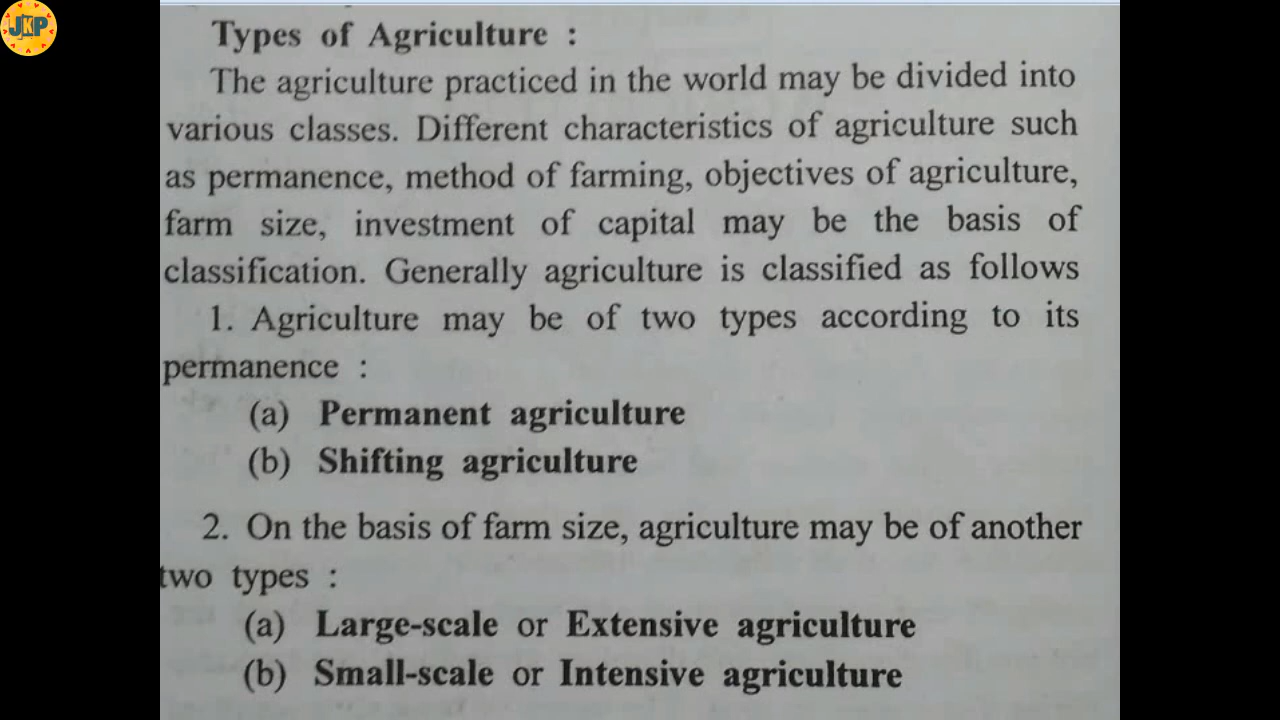 JKP
Types of Agriculture :
The agriculture practiced in the world may be divided into
various classes. Different characteristics of agriculture such
as permanence, method of farming, objectives of agriculture,
farm size, investment of capital may be the basis of
classification. Generally agriculture is classified as follows
1. Agriculture may be of two types according to its
permanence :
(a) Permanent agriculture
(b) Shifting agriculture
2. On the basis of farm size, agriculture may be of another
two types :
(a) Large-scale or Extensive agriculture
(b) Small-scale or Intensive agriculture